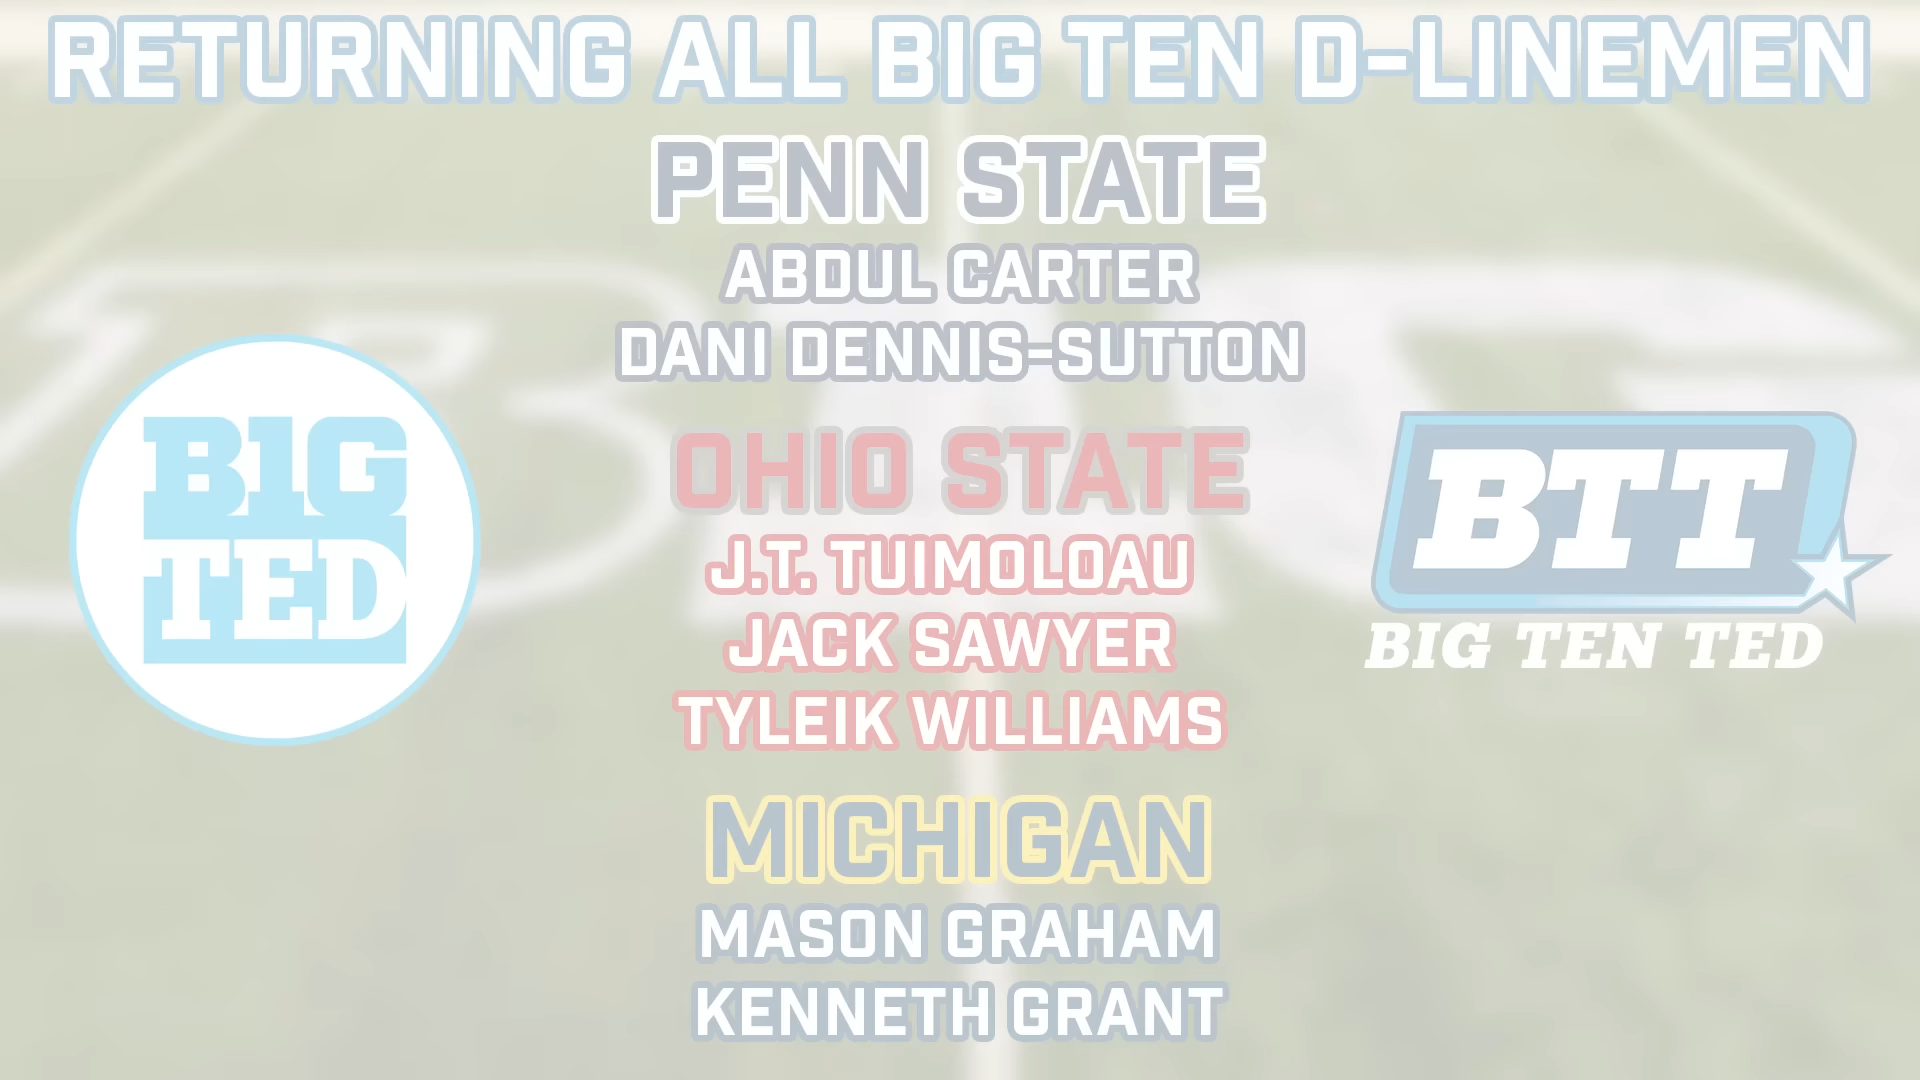 RETURNING ALL BIG TEN D-LINEMEN
PENN STATE
ABDUL CARTER
DANI DENNIS-SUTTON
OHIO STATE
J.T. TUIMOLOAU
JACK SAWYER
TYLEIK WILLIAMS
MICHIGAN
MASON GRAHAM
KENNETH GRANT
B1G
TED
BTT
BIG TEN TED